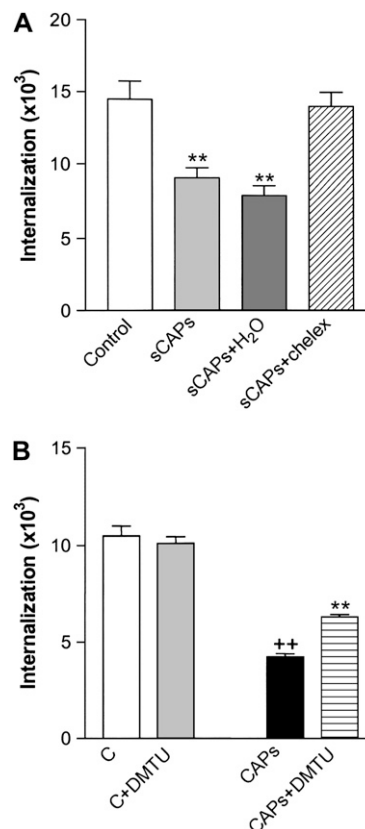 A
Internalization (x10³)
20
15
10
5
0
Control
sCAPs
**
sCAPs+H₂O
**
sCAPs+chelex
B
Internalization (x10³)
15
10
5
0
C
C+DMTU
CAPs
++
CAPs+DMTU
**